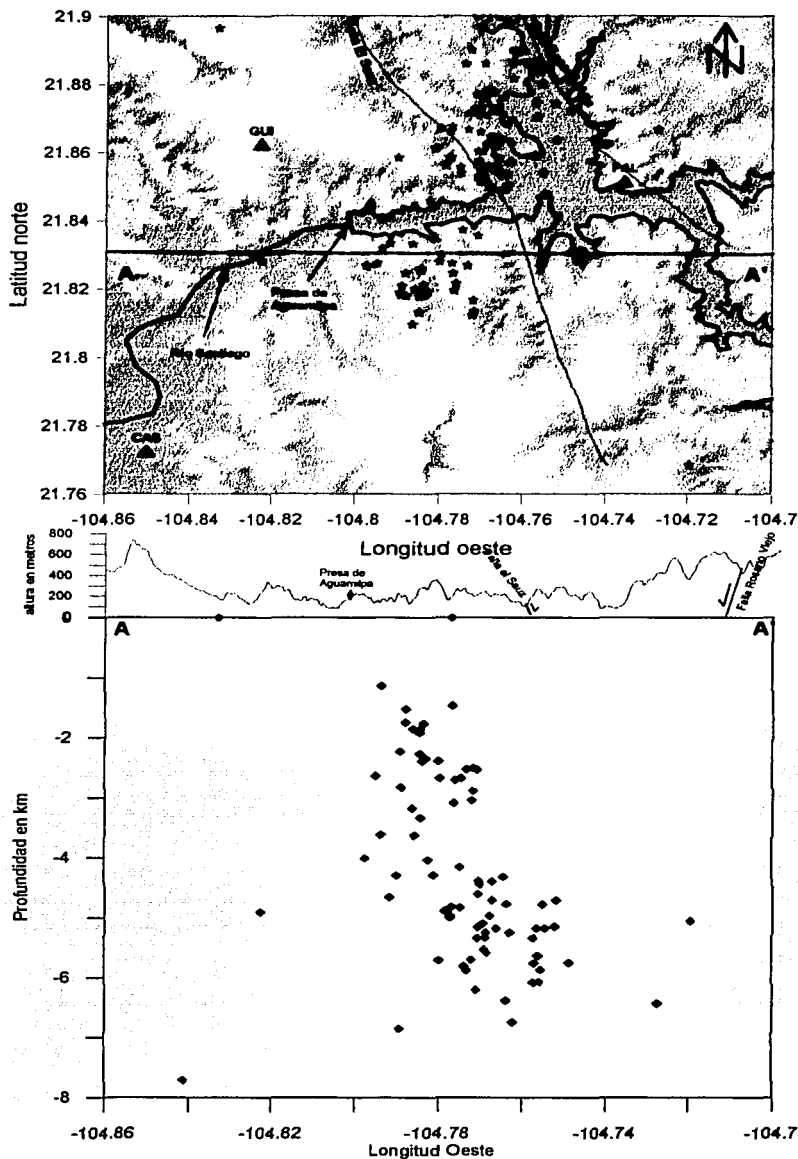 21.9
21.88
21.86
21.84
21.82
21.8
21.78
21.76
Latitud norte
N
GUI
A
A'
Presa de
Aguamilpa
Río Santiago
CAS
-104.86 -104.84 -104.82 -104.8 -104.78 -104.76 -104.74 -104.72 -104.7
Longitud oeste
800
600
400
200
0
altura en metros
Presa de
Aguamilpa
Falla Rosario Viejo
A
A'
-2
-4
-6
-8
Profundidad en km
-104.86 -104.82 -104.78 -104.74 -104.7
Longitud Oeste